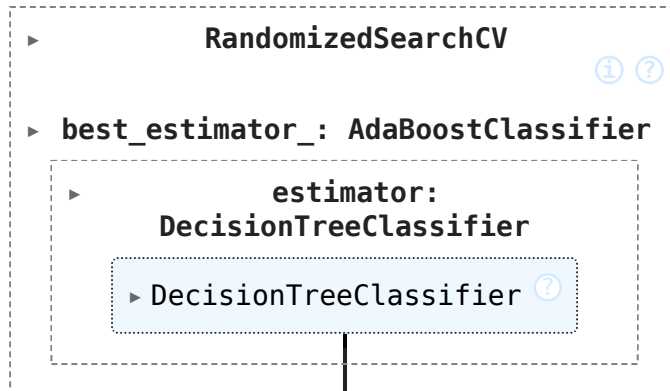 ▸ RandomizedSearchCV
i ?
▸ best_estimator_: AdaBoostClassifier
▸ estimator:
DecisionTreeClassifier
▸ DecisionTreeClassifier ?